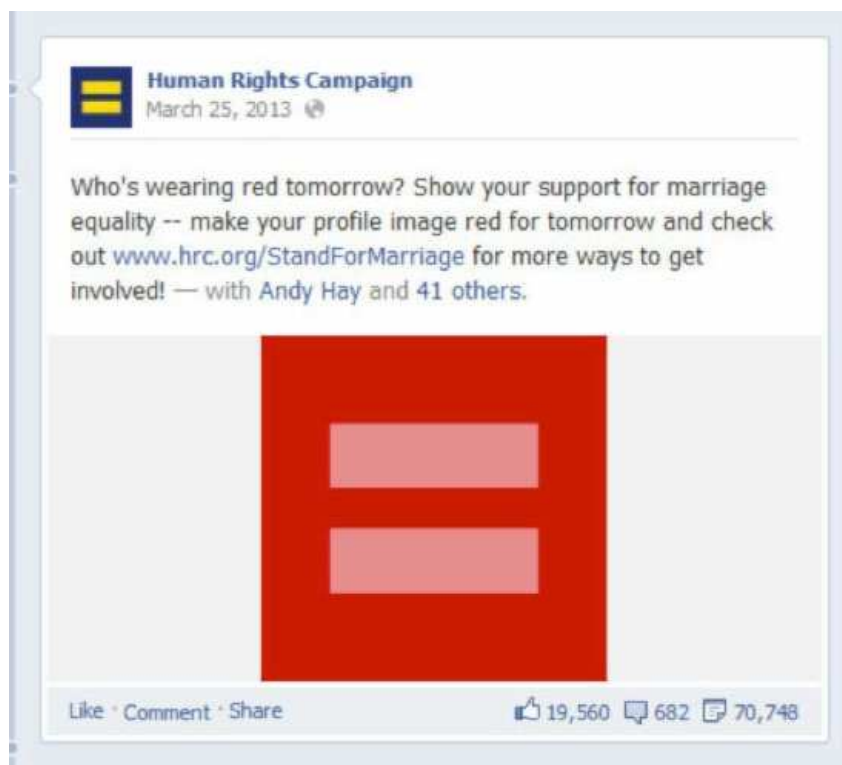 Human Rights Campaign
March 25, 2013
Who's wearing red tomorrow? Show your support for marriage
equality -- make your profile image red for tomorrow and check
out www.hrc.org/StandForMarriage for more ways to get
involved! — with Andy Hay and 41 others.
Like · Comment · Share 19,560 682 70,748